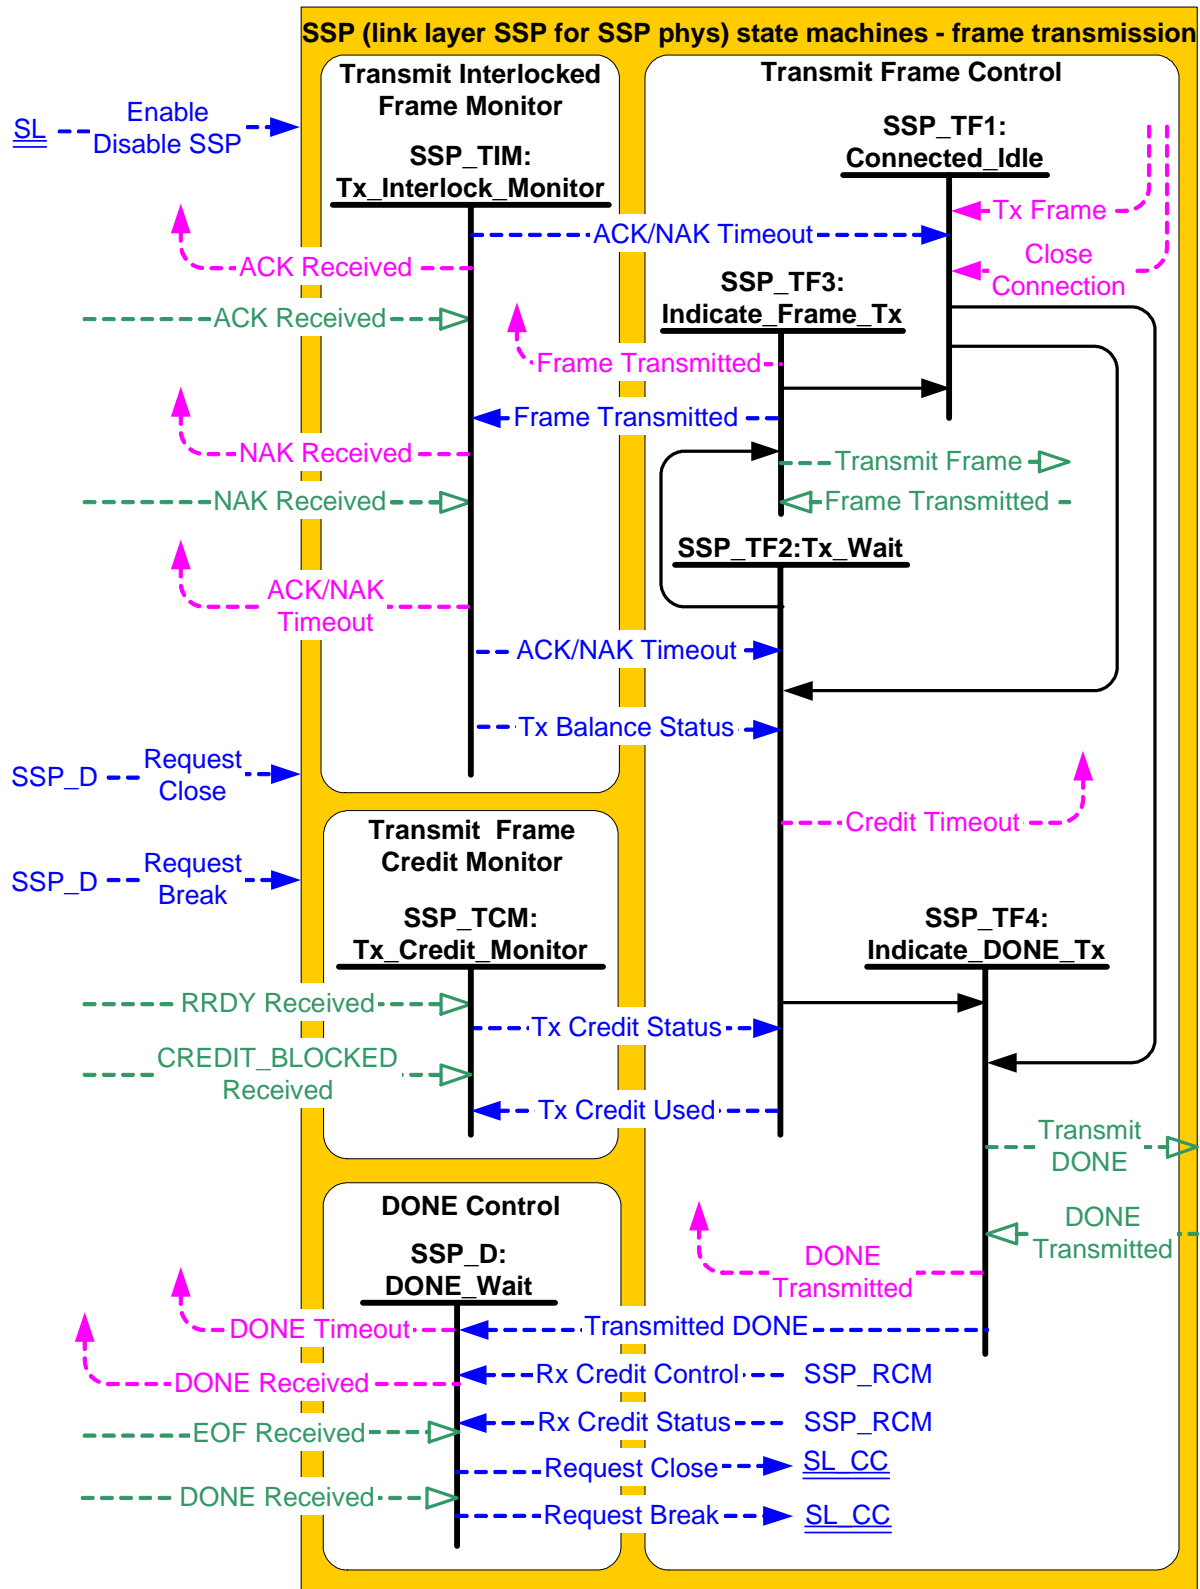 SSP (link layer SSP for SSP phys) state machines - frame transmission
Transmit Interlocked
Frame Monitor
Transmit Frame Control
SL
Enable
Disable SSP
SSP_TIM:
Tx_Interlock_Monitor
SSP_TF1:
Connected_Idle
Tx Frame
ACK/NAK Timeout
ACK Received
Close
Connection
ACK Received
SSP_TF3:
Indicate_Frame_Tx
Frame Transmitted
Frame Transmitted
NAK Received
Transmit Frame
NAK Received
Frame Transmitted
SSP_TF2:Tx_Wait
ACK/NAK
Timeout
ACK/NAK Timeout
Tx Balance Status
SSP_D
Request
Close
Credit Timeout
Transmit Frame
Credit Monitor
SSP_D
Request
Break
SSP_TCM:
Tx_Credit_Monitor
SSP_TF4:
Indicate_DONE_Tx
RRDY Received
Tx Credit Status
CREDIT_BLOCKED
Received
Tx Credit Used
Transmit
DONE
DONE Control
DONE
Transmitted
SSP_D:
DONE_Wait
DONE
Transmitted
DONE Timeout
Transmitted DONE
DONE Received
Rx Credit Control
SSP_RCM
EOF Received
Rx Credit Status
SSP_RCM
Request Close
SL_CC
DONE Received
Request Break
SL_CC